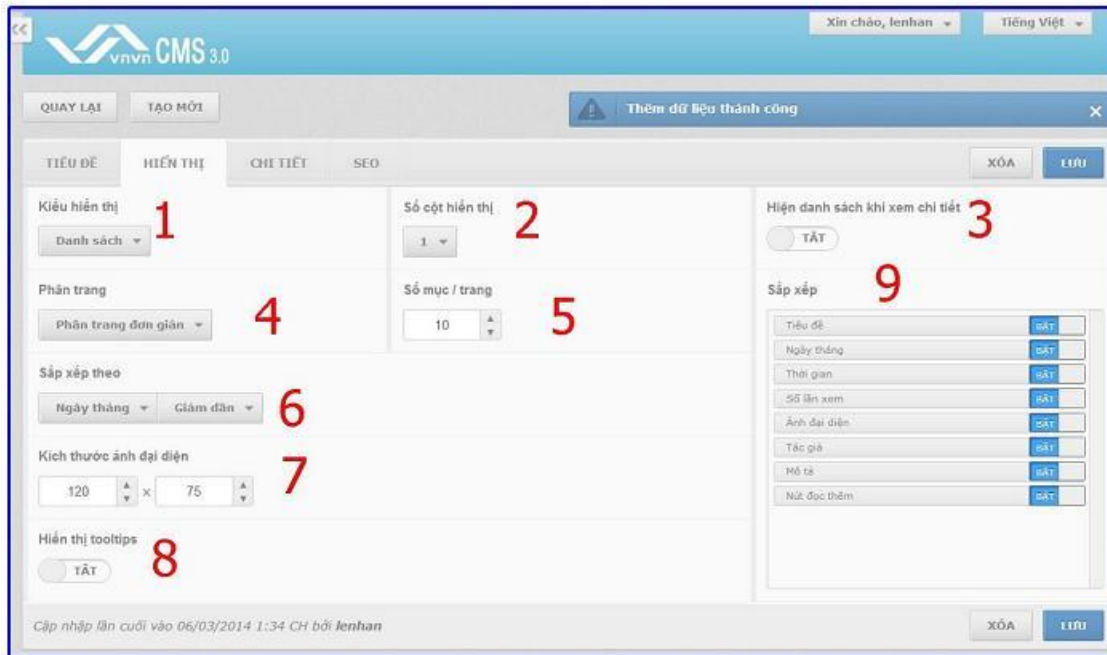 <<
Xin chào, lenhan
Tiếng Việt
vnvn CMS 3.0
QUAY LẠI
TẠO MỚI
Thêm dữ liệu thành công
×
TIÊU ĐỀ
HIỂN THỊ
CHI TIẾT
SEO
XÓA
LƯU
Kiểu hiển thị
1
Danh sách
Số cột hiển thị
2
1
Hiện danh sách khi xem chi tiết
3
TẮT
Phân trang
4
Phân trang đơn giản
Số mục / trang
5
10
Sắp xếp
9
Tiêu đề
BẬT
Ngày tháng
BẬT
Thời gian
BẬT
Số lần xem
BẬT
Ảnh đại diện
BẬT
Tác giả
BẬT
Mô tả
BẬT
Nút đọc thêm
BẬT
Sắp xếp theo
6
Ngày tháng
Giảm dần
Kích thước ảnh đại diện
7
120 x 75
Hiển thị tooltips
8
TẮT
Cập nhập lần cuối vào 06/03/2014 1:34 CH bởi lenhan
XÓA
LƯU